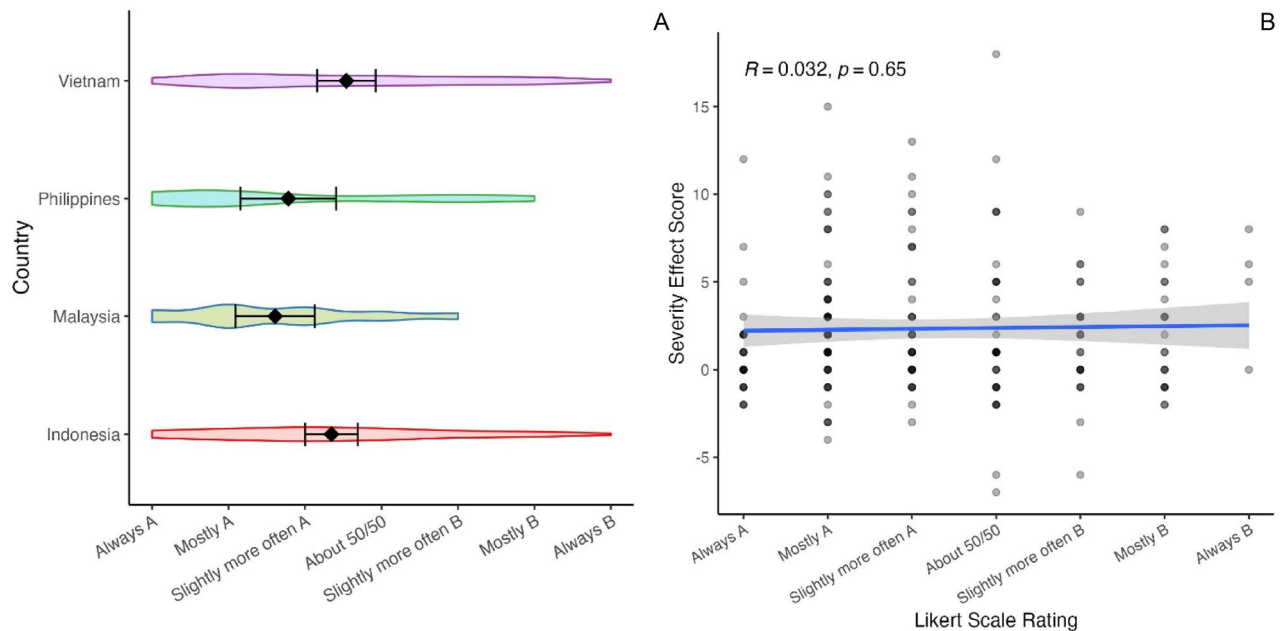 A
Country
Vietnam
Philippines
Malaysia
Indonesia
Always A
Mostly A
Slightly more often A
About 50/50
Slightly more often B
Mostly B
Always B
B
R = 0.032, p = 0.65
Severity Effect Score
15
10
5
0
-5
Always A
Mostly A
Slightly more often A
About 50/50
Slightly more often B
Mostly B
Always B
Likert Scale Rating